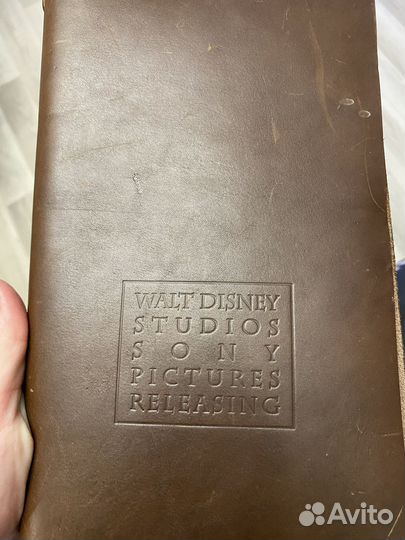 WALT DISNEY
STUDIOS
SONY
PICTURES
RELEASING
Avito